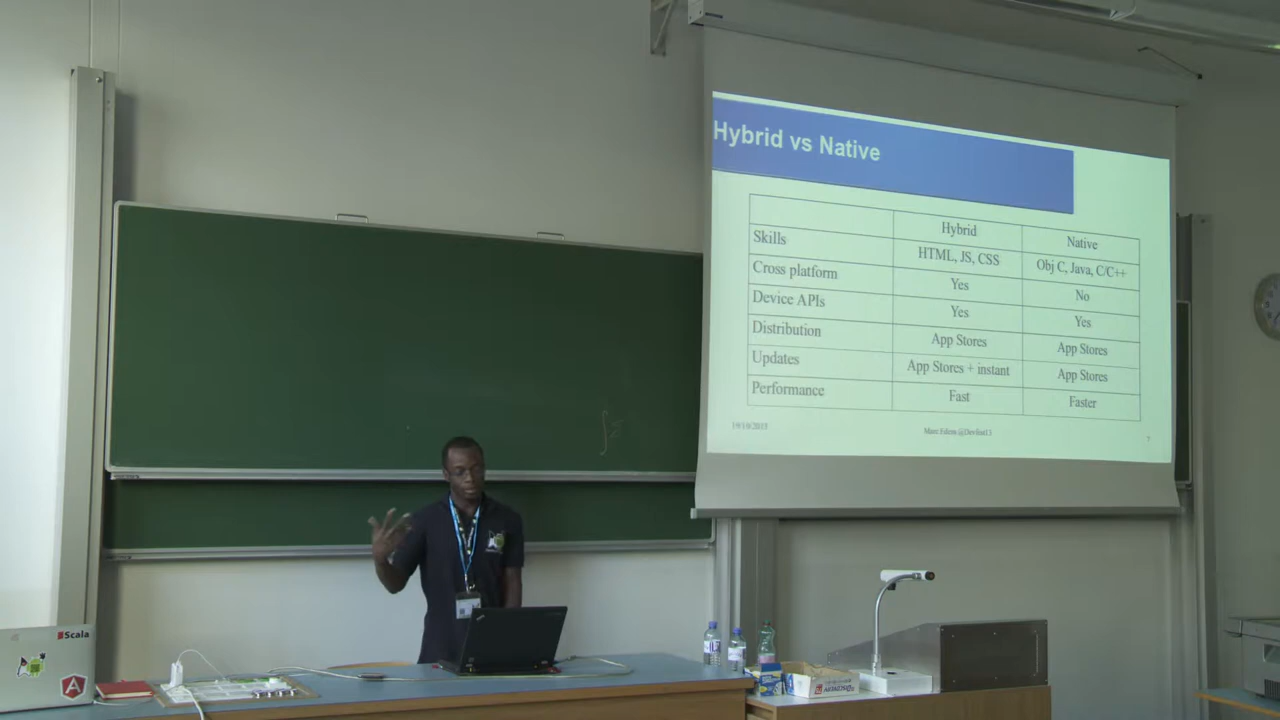 Hybrid vs Native
Hybrid Native
Skills HTML, JS, CSS Obj C, Java, C/C++
Cross platform Yes No
Device APIs Yes Yes
Distribution App Stores App Stores
Updates App Stores + instant App Stores
Performance Fast Faster
7
Scala